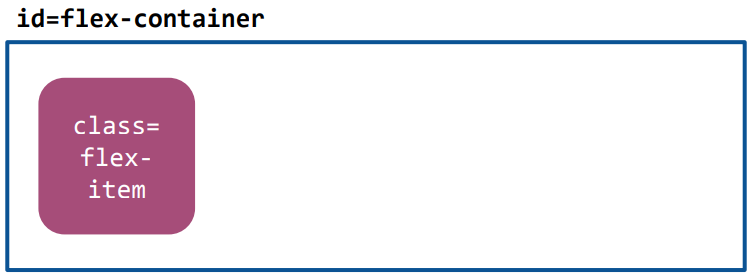 id=flex-container
class=
flex-
item